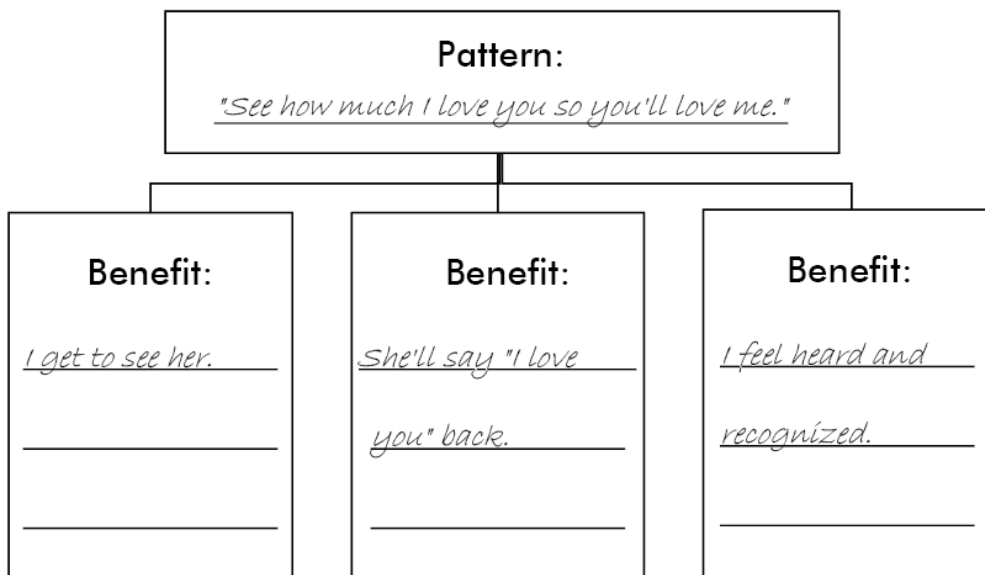 Pattern:
"See how much I love you so you'll love me."
Benefit:
I get to see her.
Benefit:
She'll say "I love
you" back.
Benefit:
I feel heard and
recognized.